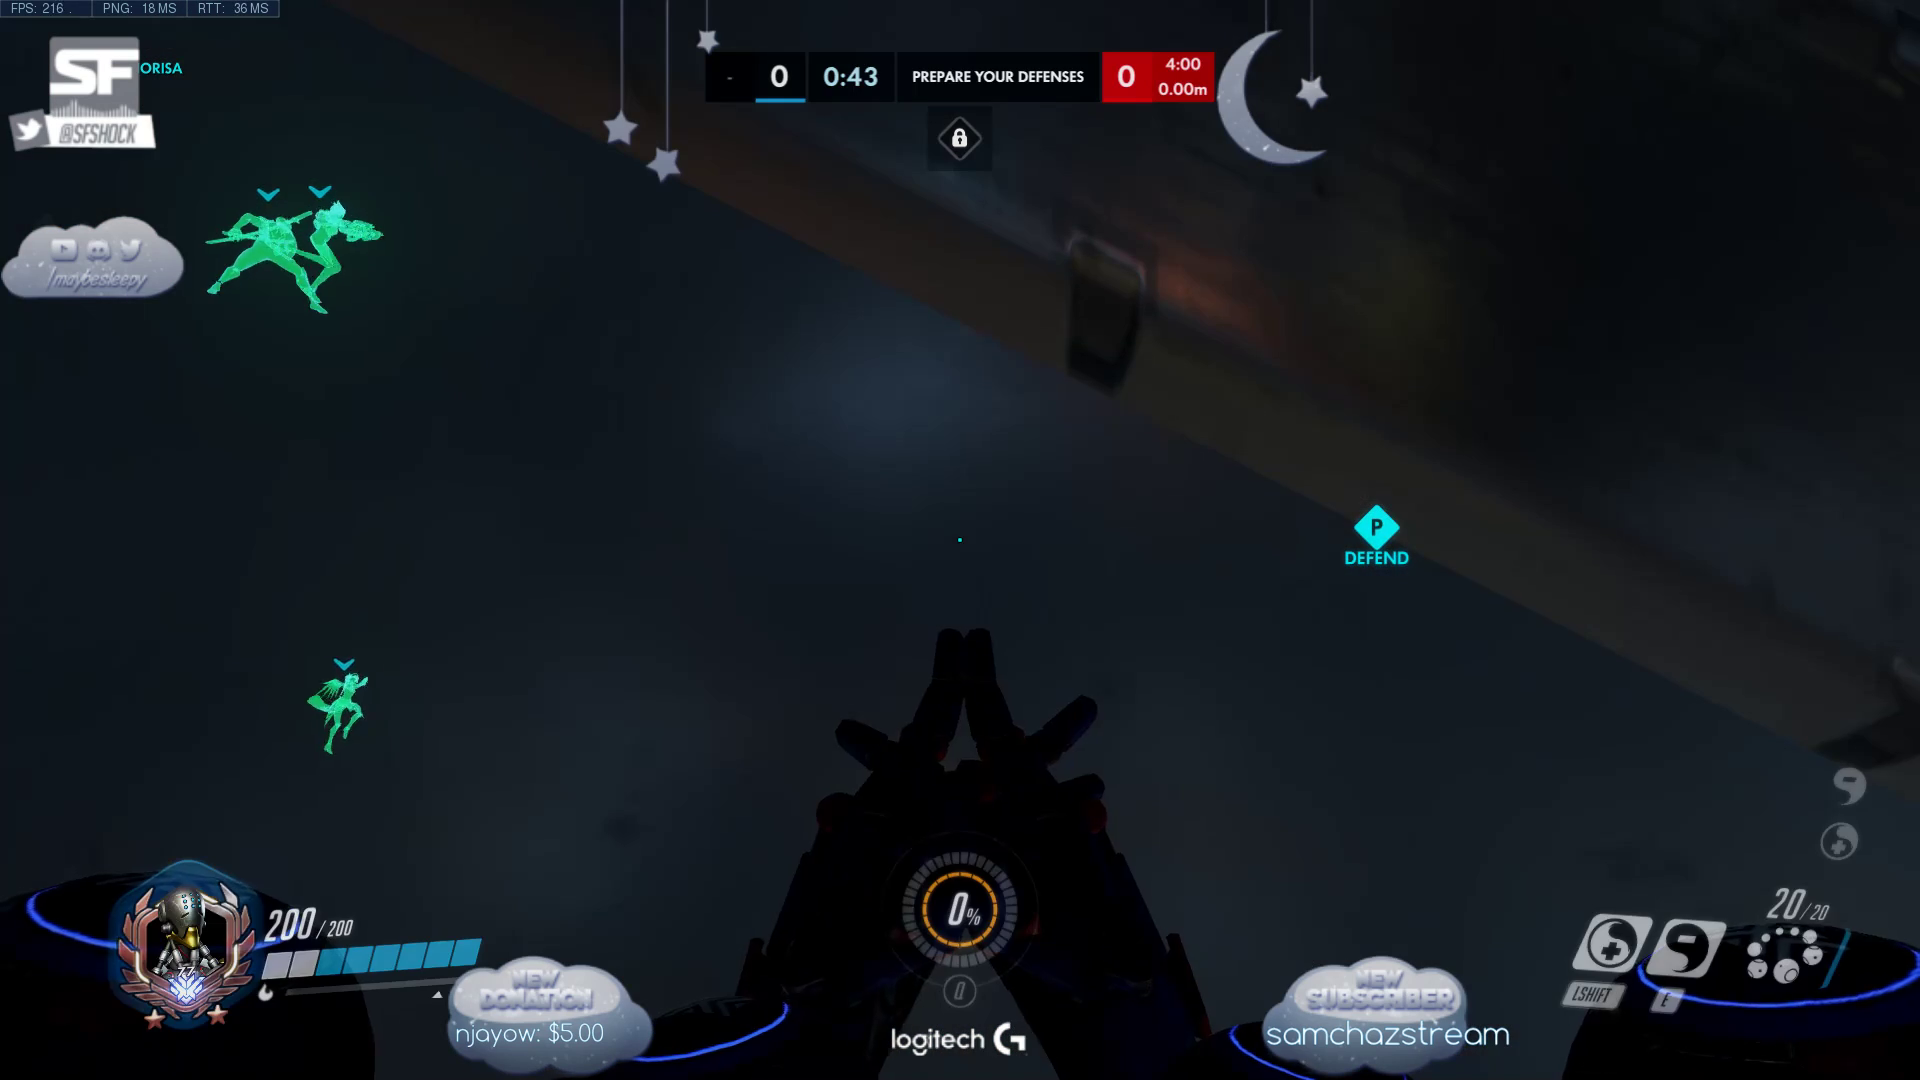 FPS: 216 . PNG: 18 MS RTT: 36 MS
SF
ORISA
@SFSHOCK
/maybesleepy
- 0 0:43 PREPARE YOUR DEFENSES 0 4:00
0.00m
P
DEFEND
77
200/200
0%
Q
20/20
LSHIFT
E
NEW
DONATION
njayow: $5.00
logitech G
NEW
SUBSCRIBER
samchazstream